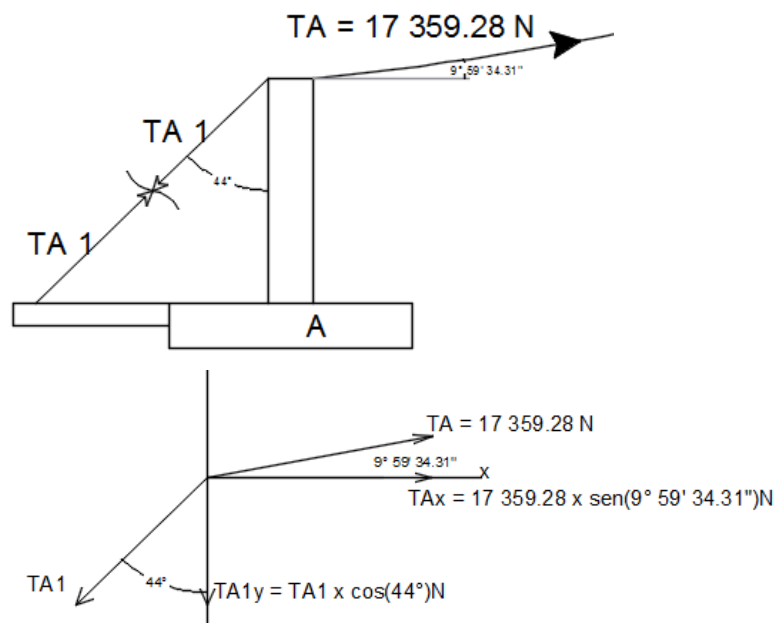 TA = 17 359.28 N
9° 59' 34.31"
TA 1
44°
TA 1
A
TA = 17 359.28 N
9° 59' 34.31"
X
TAx = 17 359.28 x sen(9° 59' 34.31")N
TA1
44°
TA1y = TA1 x cos(44°)N